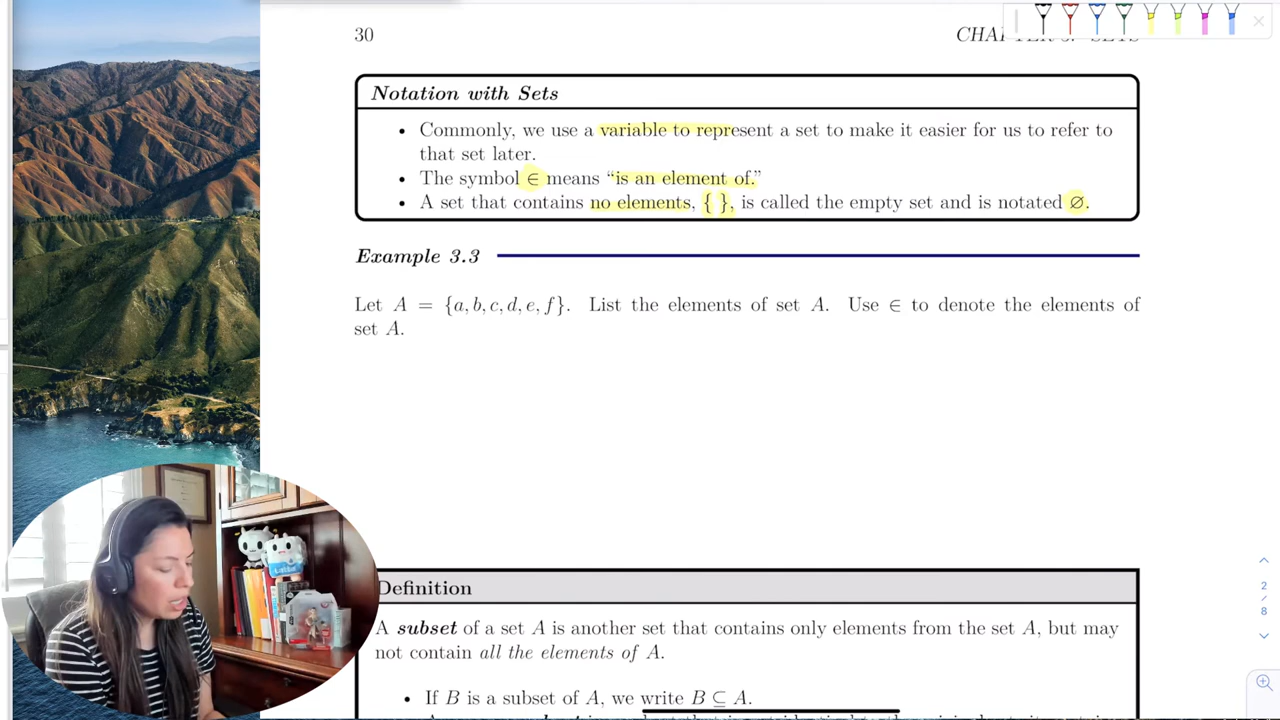 30
Notation with Sets
• Commonly, we use a variable to represent a set to make it easier for us to refer to
that set later.
• The symbol ∈ means “is an element of.”
• A set that contains no elements, { }, is called the empty set and is notated ∅.
Example 3.3
Let A = {a, b, c, d, e, f}. List the elements of set A. Use ∈ to denote the elements of
set A.
Definition
A subset of a set A is another set that contains only elements from the set A, but may
not contain all the elements of A.
• If B is a subset of A, we write B ⊆ A.
2
/
8